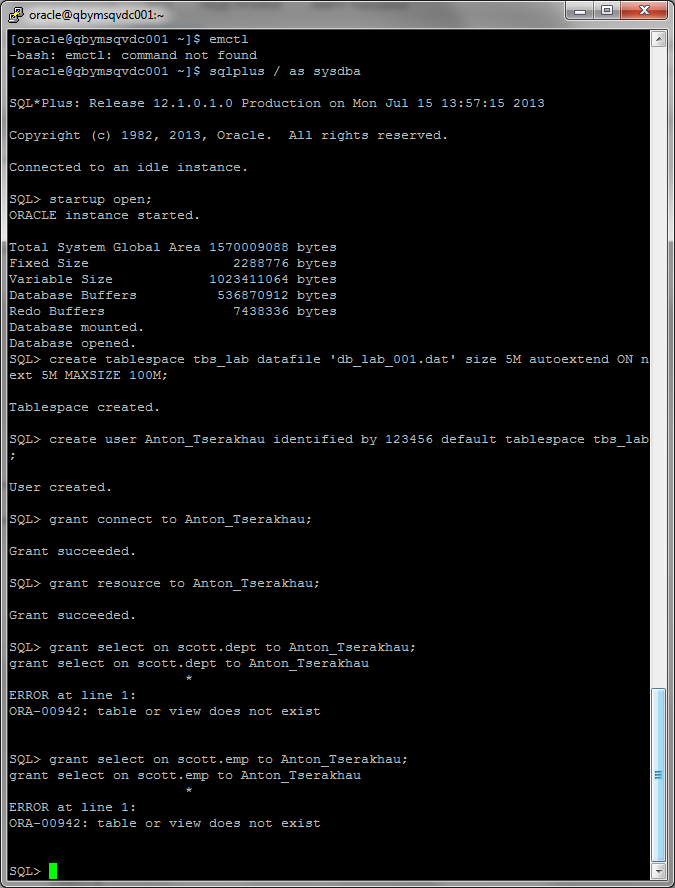 oracle@qbymsqvdc001:~
[oracle@qbymsqvdc001 ~]$ emctl
-bash: emctl: command not found
[oracle@qbymsqvdc001 ~]$ sqlplus / as sysdba
SQL*Plus: Release 12.1.0.1.0 Production on Mon Jul 15 13:57:15 2013
Copyright (c) 1982, 2013, Oracle.  All rights reserved.
Connected to an idle instance.
SQL> startup open;
ORACLE instance started.
Total System Global Area 1570009088 bytes
Fixed Size                  2288776 bytes
Variable Size            1023411064 bytes
Database Buffers          536870912 bytes
Redo Buffers                7438336 bytes
Database mounted.
Database opened.
SQL> create tablespace tbs_lab datafile 'db_lab_001.dat' size 5M autoextend ON n
ext 5M MAXSIZE 100M;
Tablespace created.
SQL> create user Anton_Tserakhau identified by 123456 default tablespace tbs_lab
;
User created.
SQL> grant connect to Anton_Tserakhau;
Grant succeeded.
SQL> grant resource to Anton_Tserakhau;
Grant succeeded.
SQL> grant select on scott.dept to Anton_Tserakhau;
grant select on scott.dept to Anton_Tserakhau
                      *
ERROR at line 1:
ORA-00942: table or view does not exist
SQL> grant select on scott.emp to Anton_Tserakhau;
grant select on scott.emp to Anton_Tserakhau
                      *
ERROR at line 1:
ORA-00942: table or view does not exist
SQL>